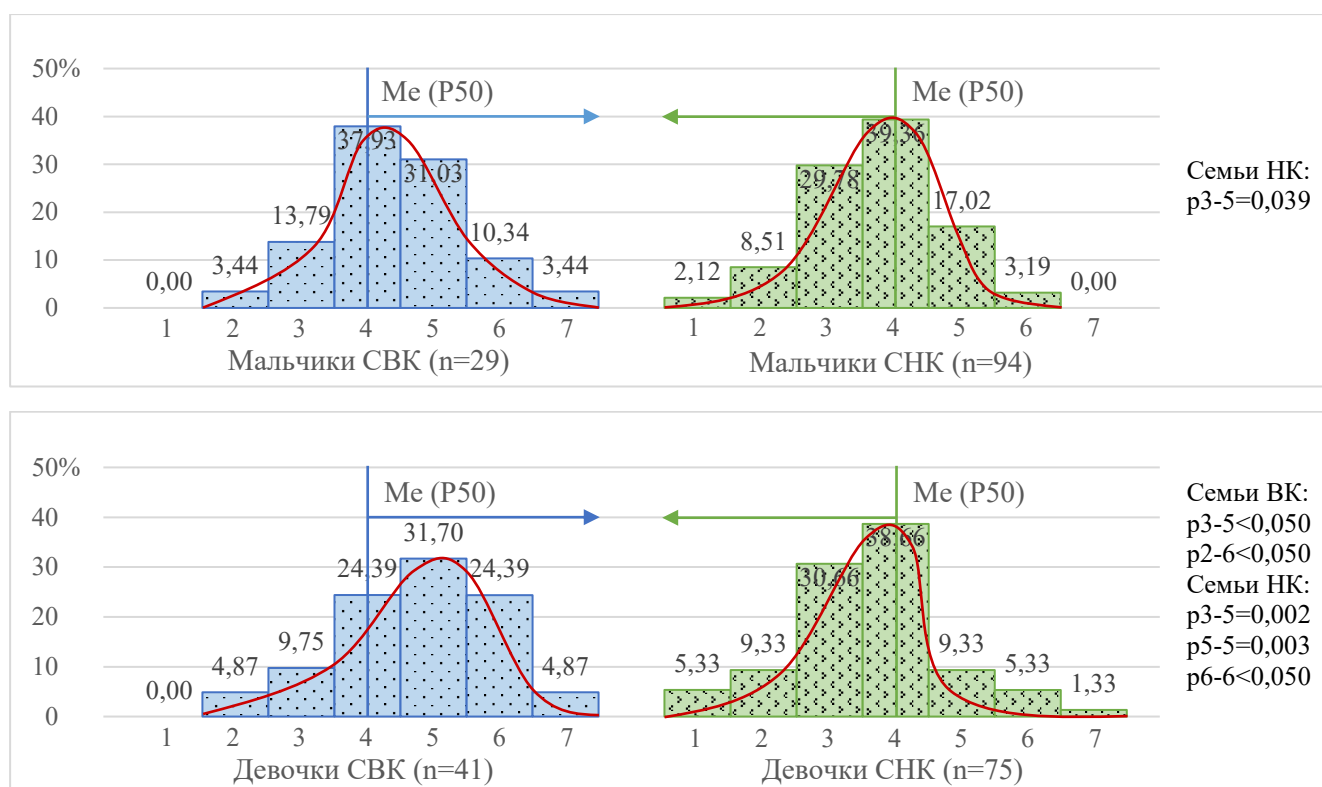 50%
40
30
20
10
0
Me (P50)
0,00
3,44
13,79
37,93
31,03
10,34
3,44
1 2 3 4 5 6 7
Мальчики СВК (n=29)
Me (P50)
2,12
8,51
29,78
39,36
17,02
3,19
0,00
1 2 3 4 5 6 7
Мальчики СНК (n=94)
Семьи НК:
p3-5=0,039
50%
40
30
20
10
0
Me (P50)
0,00
4,87
9,75
24,39
31,70
24,39
4,87
1 2 3 4 5 6 7
Девочки СВК (n=41)
Me (P50)
5,33
9,33
30,66
38,66
9,33
5,33
1,33
1 2 3 4 5 6 7
Девочки СНК (n=75)
Семьи ВК:
p3-5<0,050
p2-6<0,050
Семьи НК:
p3-5=0,002
p5-5=0,003
p6-6<0,050